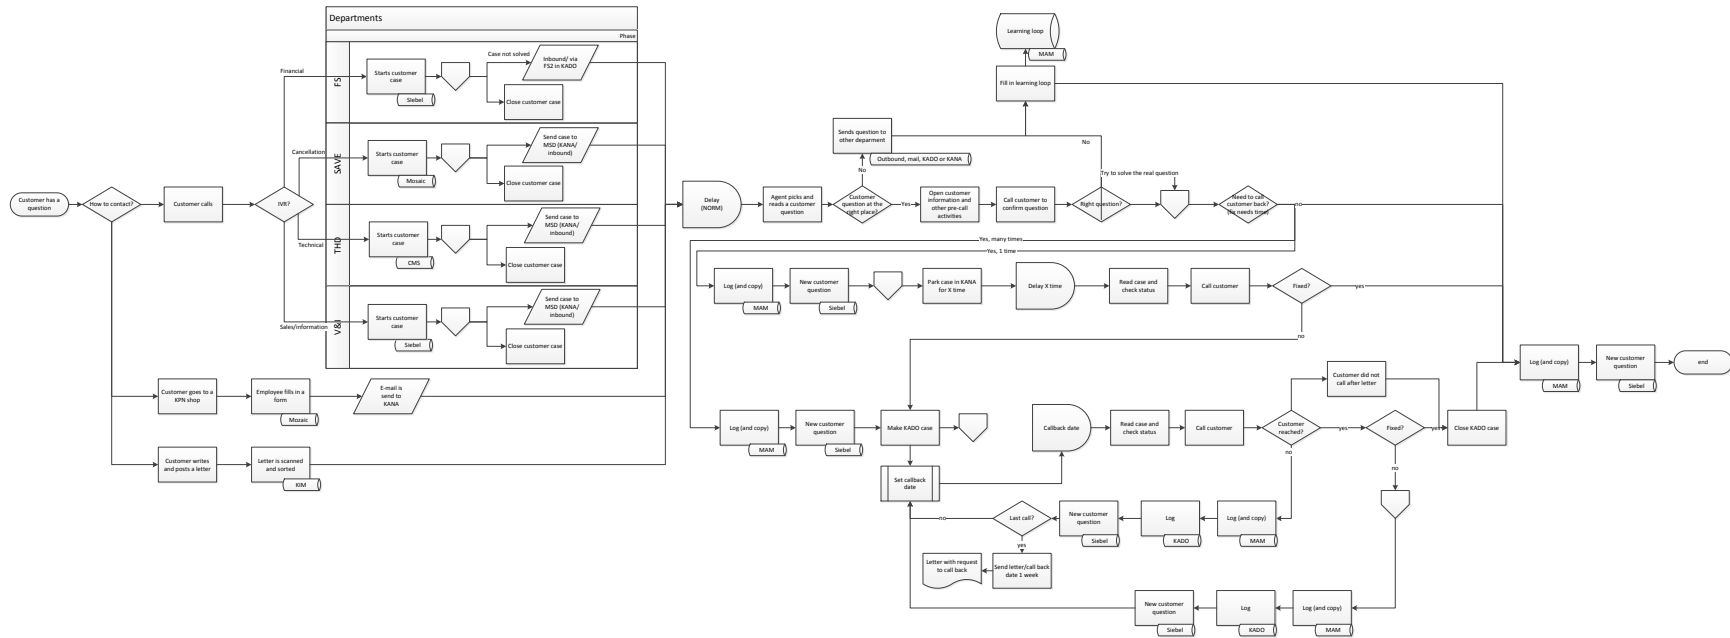 Departments
Phase
FS
Financial
Starts customer
case
Siebel
Case not solved
Inbound/ via
FS2 in KADO
Close customer case
SAVE
Cancellation
Starts customer
case
Mosaic
Send case to
MSD (KANA/
inbound)
Close customer case
THD
Technical
Starts customer
case
CMS
Send case to
MSD (KANA/
inbound)
Close customer case
V&I
Sales/information
Starts customer
case
Siebel
Send case to
MSD (KANA/
inbound)
Close customer case
Customer has a
question
How to contact?
Customer calls
IVR?
Customer goes to a
KPN shop
Employee fills in a
form
Mozaic
E-mail is
send to
KANA
Customer writes
and posts a letter
Letter is scanned
and sorted
KIM
Learning loop
MAM
Fill in learning loop
Sends question to
other deparment
Outbound, mail, KADO or KANA
No
No
Delay
(NORM)
Agent picks and
reads a customer
question
Customer
question at the
right place?
Yes
Open customer
information and
other pre-call
activities
Call customer to
confirm question
Right question?
Try to solve the real question
Need to call
customer back?
(fix needs time)
no
Yes, many times
Yes, 1 time
Log (and copy)
MAM
New customer
question
Siebel
Park case in KANA
for X time
Delay X time
Read case and
check status
Call customer
Fixed?
yes
no
Log (and copy)
MAM
New customer
question
Siebel
end
Customer did not
call after letter
Log (and copy)
MAM
New customer
question
Siebel
Make KADO case
Callback date
Read case and
check status
Call customer
Customer
reached?
yes
Fixed?
yes
Close KADO case
no
no
Set callback
date
no
Last call?
yes
New customer
question
Siebel
Log
KADO
Log (and copy)
MAM
Letter with request
to call back
Send letter/call back
date 1 week
New customer
question
Siebel
Log
KADO
Log (and copy)
MAM